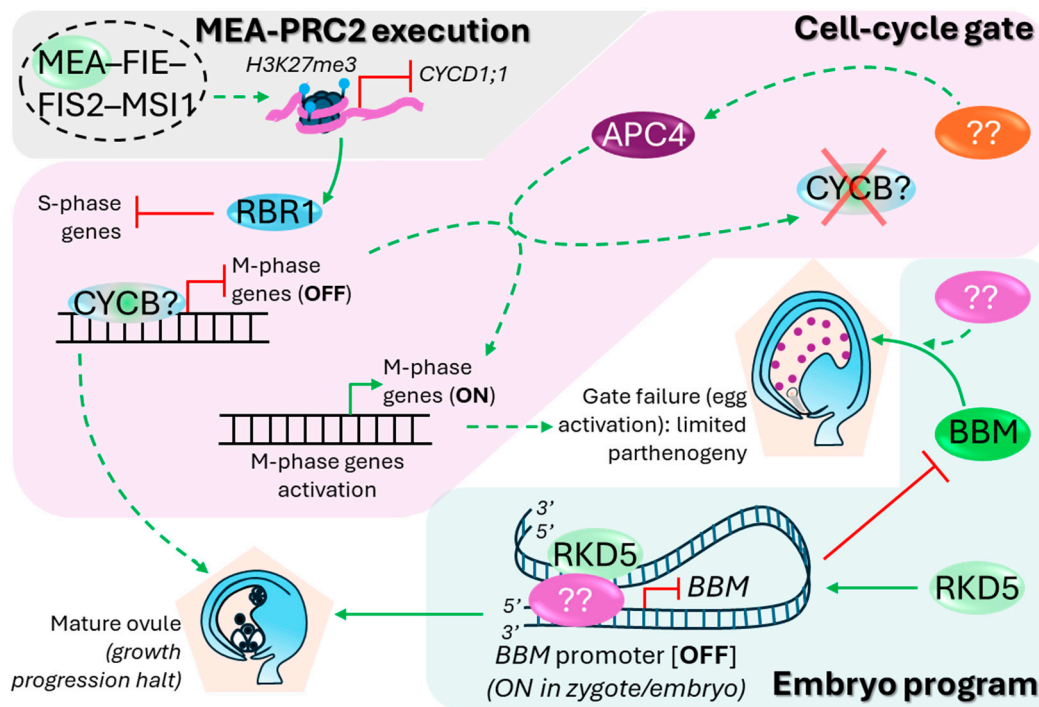 MEA-PRC2 execution
Cell-cycle gate
MEA–FIE–
FIS2–MSI1
H3K27me3
CYCD1;1
APC4
??
CYCB?
S-phase
genes
RBR1
M-phase
genes (OFF)
CYCB?
??
M-phase
genes (ON)
Gate failure (egg
activation): limited
parthenogeny
BBM
M-phase genes
activation
3’
5’
RKD5
??
BBM
RKD5
5’
3’
Mature ovule
(growth
progression halt)
BBM promoter [OFF]
(ON in zygote/embryo)
Embryo program